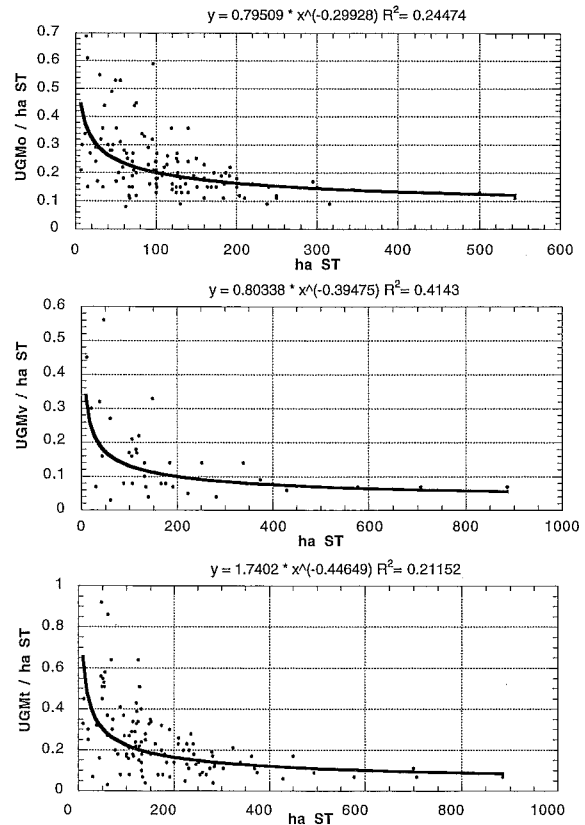 y = 0.79509 * x^(-0.29928) R²= 0.24474
0.7
0.6
0.5
0.4
0.3
0.2
0.1
0
UGMo / ha ST
0 100 200 300 400 500 600
ha ST
y = 0.80338 * x^(-0.39475) R²= 0.4143
0.6
0.5
0.4
0.3
0.2
0.1
0
UGMv / ha ST
0 200 400 600 800 1000
ha ST
y = 1.7402 * x^(-0.44649) R²= 0.21152
1
0.8
0.6
0.4
0.2
0
UGMt / ha ST
0 200 400 600 800 1000
ha ST